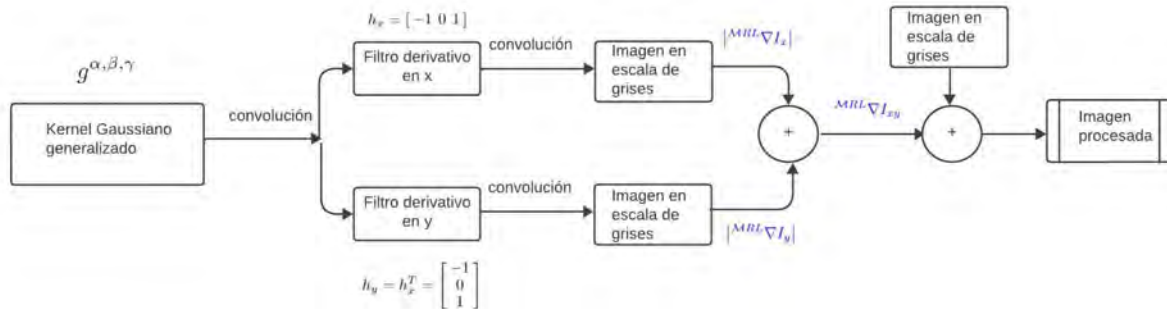 g^{α,β,γ}
Kernel Gaussiano
generalizado
convolución
h_x = [ −1 0 1 ]
Filtro derivativo
en x
convolución
Imagen en
escala de
grises
|^{MRL}∇I_x|
Filtro derivativo
en y
h_y = h_x^T = [ −1
0
1 ]
convolución
Imagen en
escala de
grises
|^{MRL}∇I_y|
+
^{MRL}∇I_{xy}
Imagen en
escala de
grises
+
Imagen
procesada